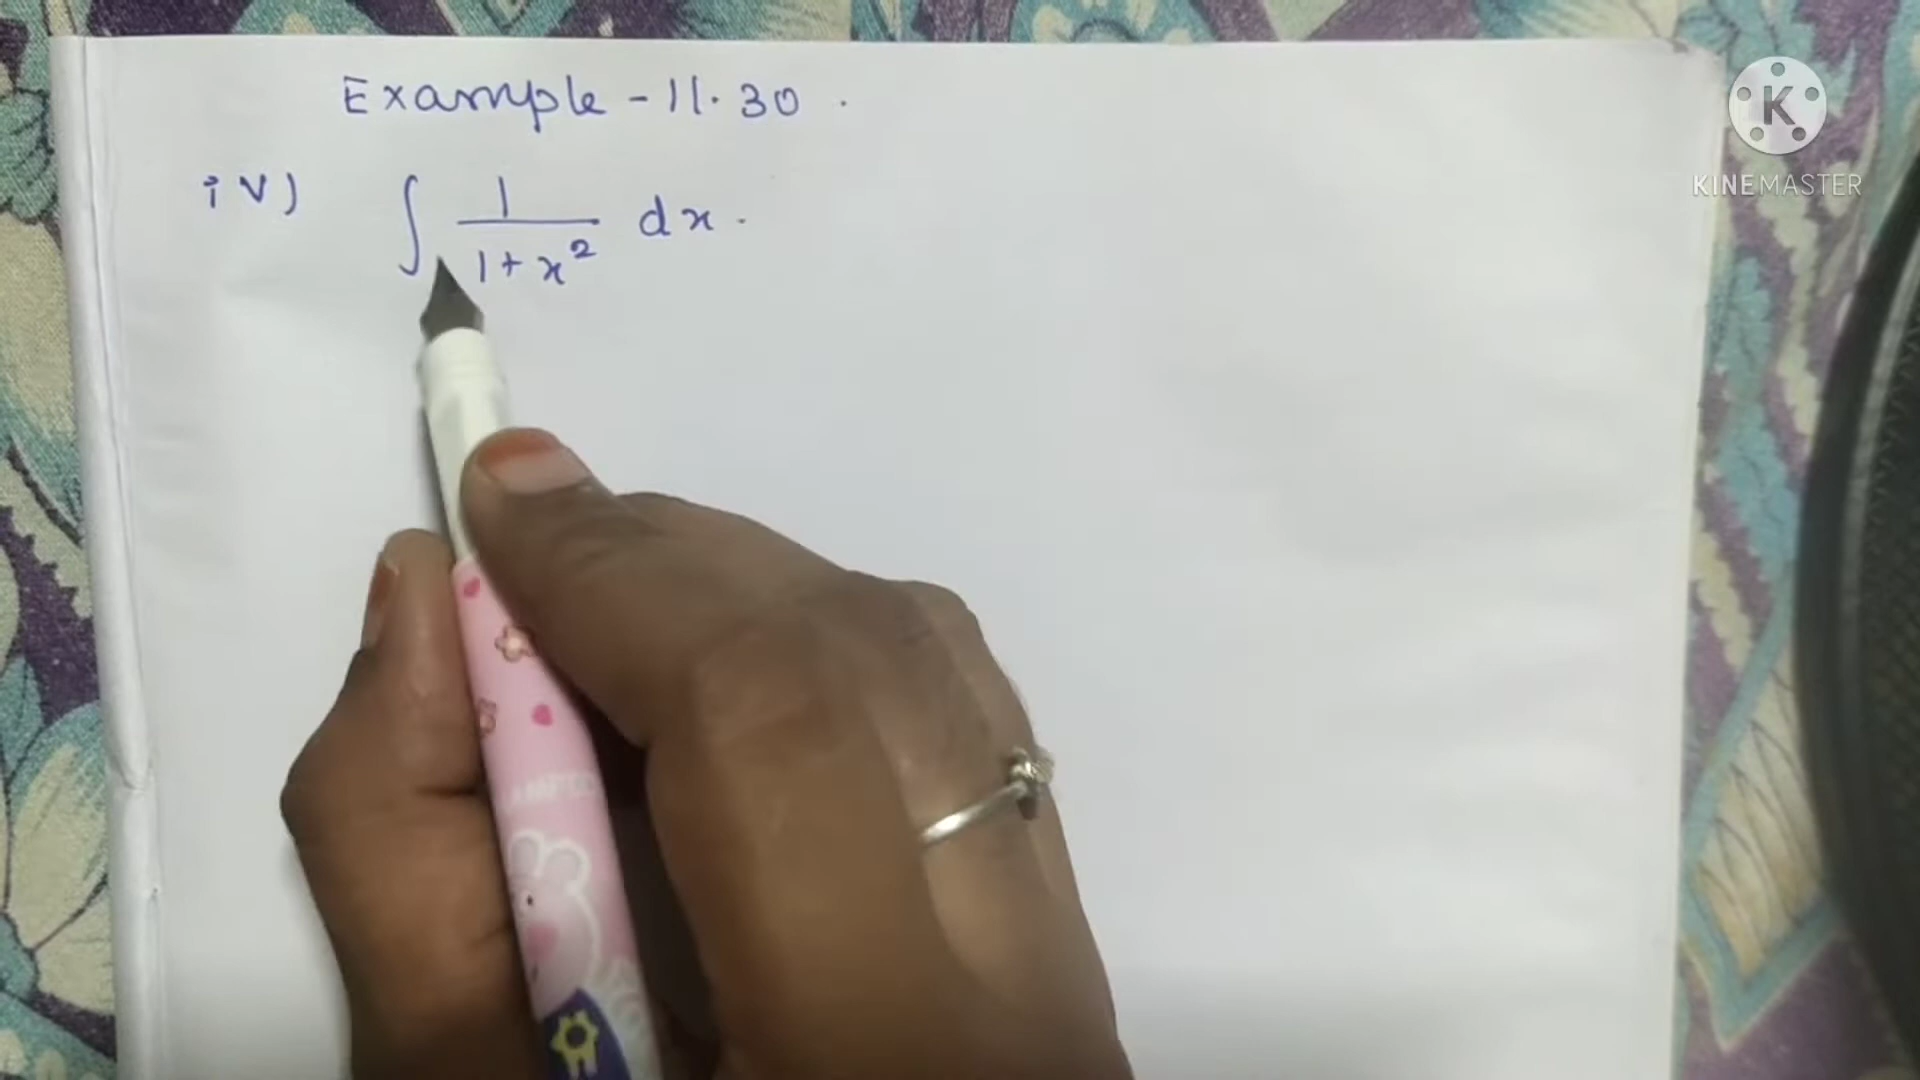 Example - 11.30.
iv) ∫ 1/(1+x²) dx.
K
KINEMASTER